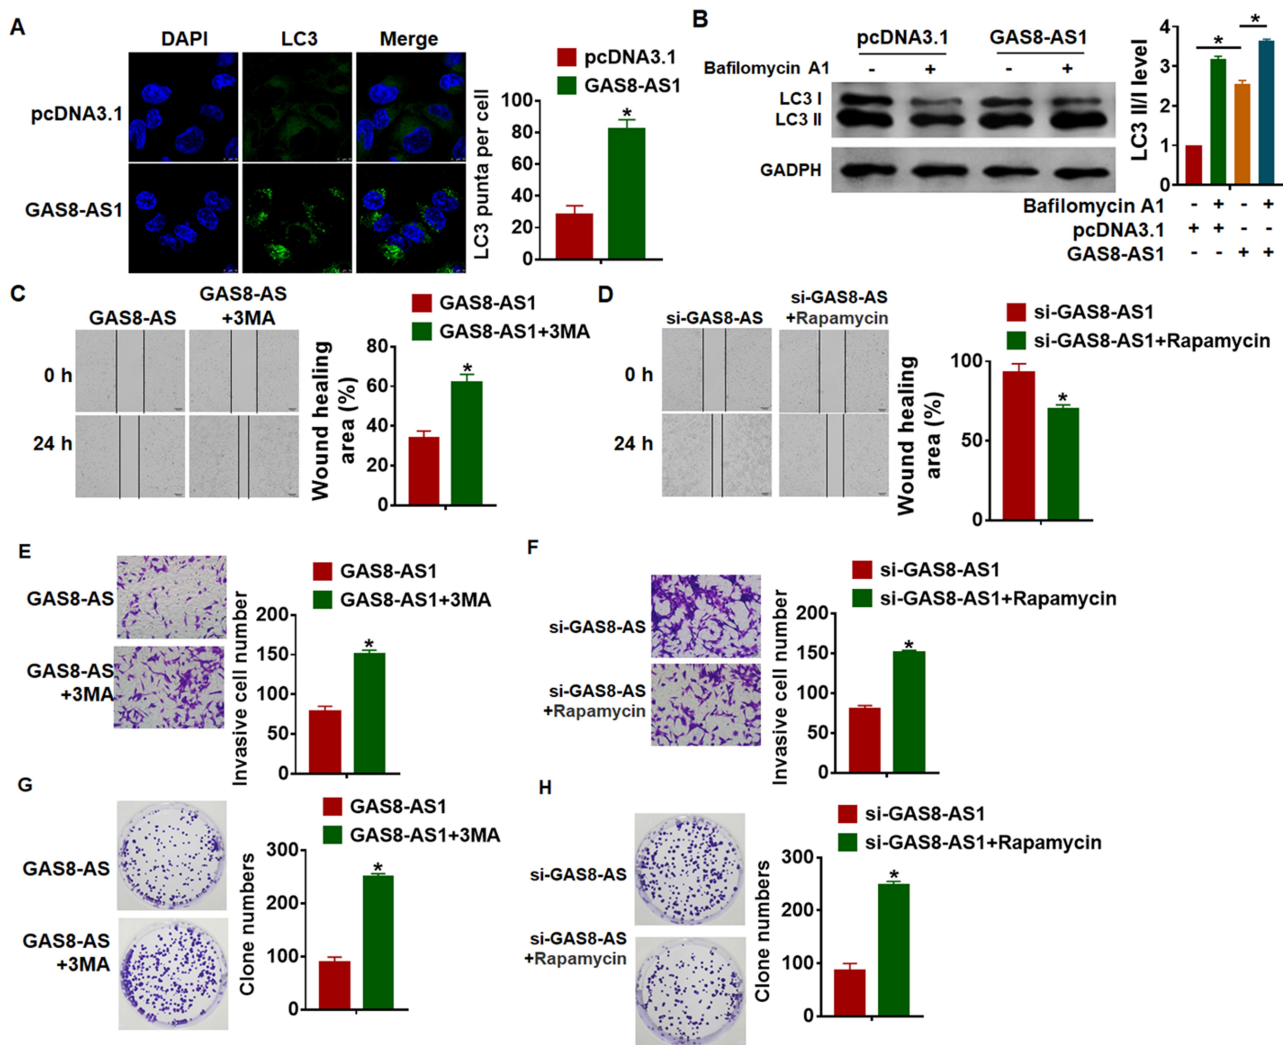 A
DAPI
LC3
Merge
pcDNA3.1
GAS8-AS1
pcDNA3.1
GAS8-AS1
LC3 punta per cell
100
80
60
40
20
0
*
B
pcDNA3.1
GAS8-AS1
Bafilomycin A1
- + - +
LC3 I
LC3 II
GADPH
LC3 II/I level
4
3
2
1
0
* *
Bafilomycin A1 - + - +
pcDNA3.1 + + - -
GAS8-AS1 - - + +
C
GAS8-AS
GAS8-AS
+3MA
0 h
24 h
GAS8-AS1
GAS8-AS1+3MA
Wound healing
area (%)
80
60
40
20
0
*
D
si-GAS8-AS
si-GAS8-AS
+Rapamycin
0 h
24 h
si-GAS8-AS1
si-GAS8-AS1+Rapamycin
Wound healing
area (%)
100
50
0
*
E
GAS8-AS
GAS8-AS
+3MA
GAS8-AS1
GAS8-AS1+3MA
Invasive cell number
200
150
100
50
0
*
F
si-GAS8-AS
si-GAS8-AS
+Rapamycin
si-GAS8-AS1
si-GAS8-AS1+Rapamycin
Invasive cell number
200
150
100
50
0
*
G
GAS8-AS
GAS8-AS
+3MA
GAS8-AS1
GAS8-AS1+3MA
Clone numbers
300
200
100
0
*
H
si-GAS8-AS
si-GAS8-AS
+Rapamycin
si-GAS8-AS1
si-GAS8-AS1+Rapamycin
Clone numbers
300
200
100
0
*